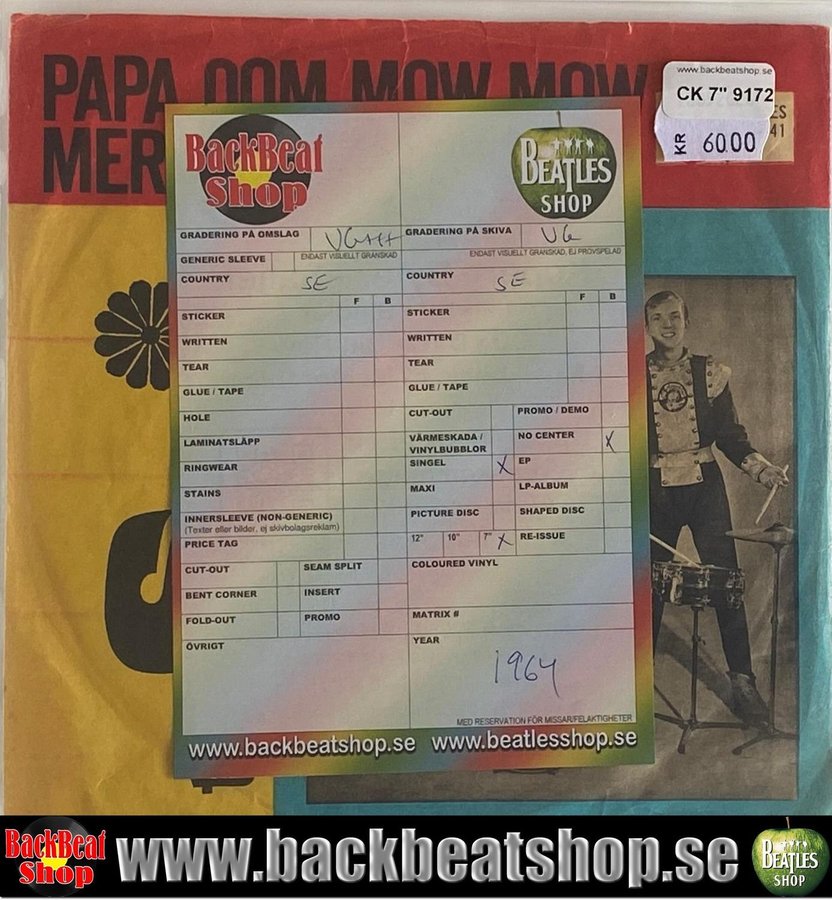 PAPA OOM MOW MOW
MER
www.backbeatshop.se
CK 7" 9172
KR 6000
ES
41
BackBeat
Shop
BEATLES
SHOP
GRADERING PÅ OMSLAG VG+++
GRADERING PÅ SKIVA VG
GENERIC SLEEVE ENDAST VISUELLT GRANSKAD
ENDAST VISUELLT GRANSKAD, EJ PROVSPELAD
COUNTRY SE
COUNTRY SE
F B
F B
STICKER
STICKER
WRITTEN
WRITTEN
TEAR
TEAR
GLUE / TAPE
GLUE / TAPE
HOLE
CUT-OUT
PROMO / DEMO
LAMINATSLÄPP
VÄRMESKADA /
VINYLBUBBLOR
NO CENTER X
RINGWEAR
SINGEL X
EP
STAINS
MAXI
LP-ALBUM
INNERSLEEVE (NON-GENERIC)
(Texter eller bilder, ej skivbolagsreklam)
PICTURE DISC
SHAPED DISC
PRICE TAG
12" 10" 7" X
RE-ISSUE
CUT-OUT
SEAM SPLIT
COLOURED VINYL
BENT CORNER
INSERT
FOLD-OUT
PROMO
MATRIX #
ÖVRIGT
YEAR
1964
MED RESERVATION FÖR MISSAR/FELAKTIGHETER
www.backbeatshop.se www.beatlesshop.se
BackBeat
Shop
www.backbeatshop.se
BEATLES
SHOP